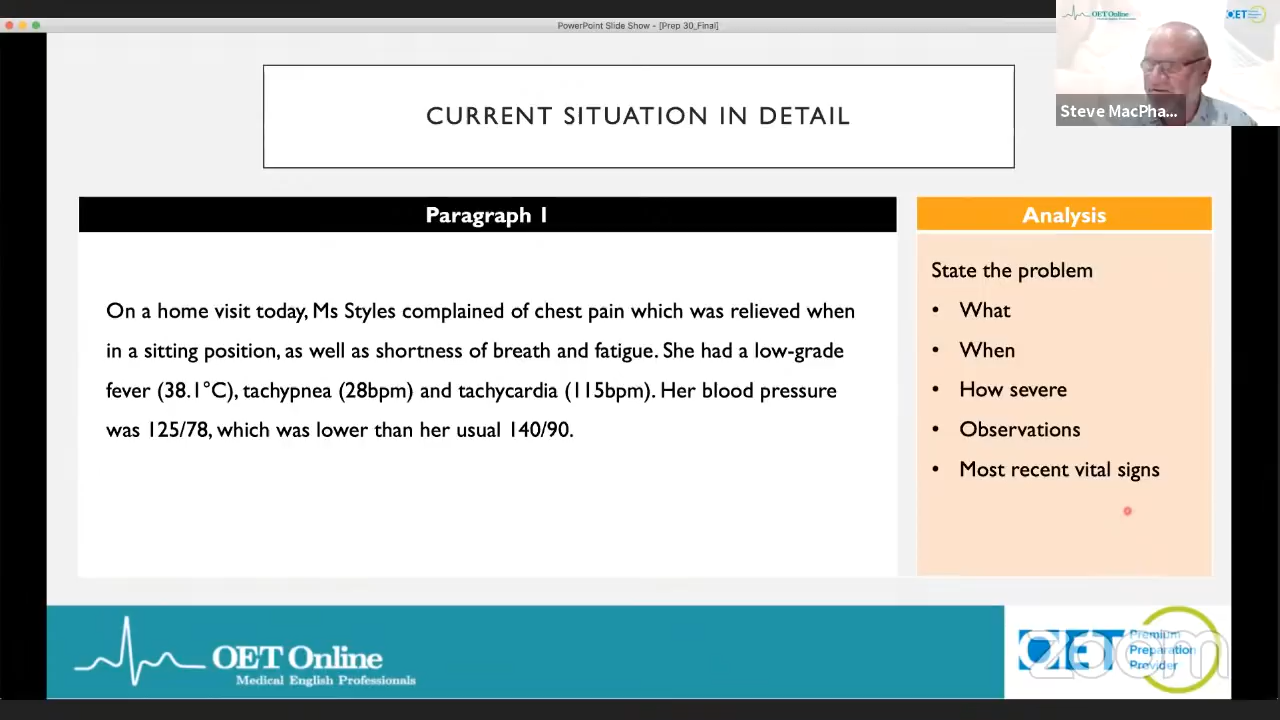 PowerPoint Slide Show - [Prep 30_Final]
OET Online
OET
Steve MacPha...
CURRENT SITUATION IN DETAIL
Paragraph 1
On a home visit today, Ms Styles complained of chest pain which was relieved when
in a sitting position, as well as shortness of breath and fatigue. She had a low-grade
fever (38.1°C), tachypnea (28bpm) and tachycardia (115bpm). Her blood pressure
was 125/78, which was lower than her usual 140/90.
Analysis
State the problem
• What
• When
• How severe
• Observations
• Most recent vital signs
OET Online
Medical English Professionals
OET
Premium
Preparation
Provider
zoom